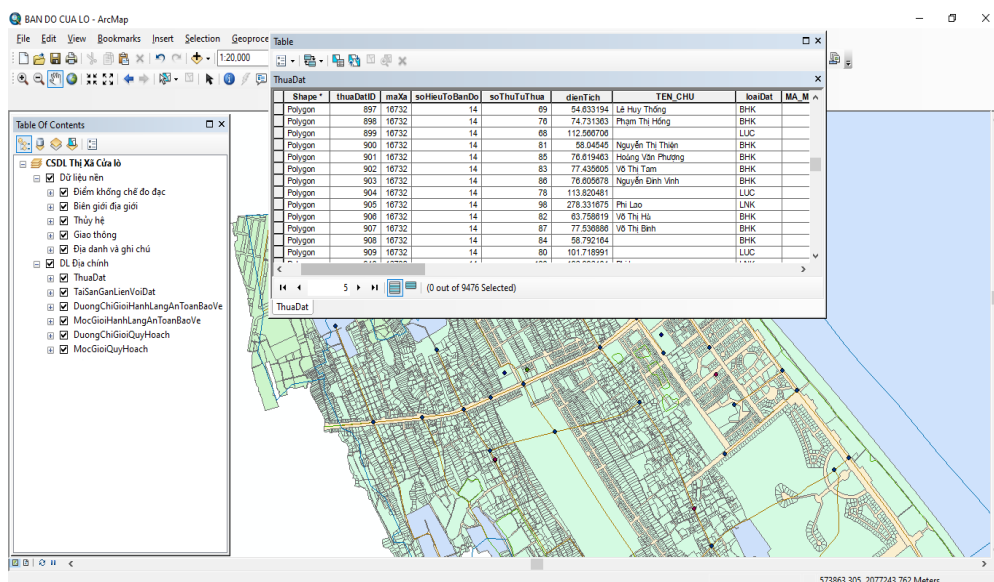 BAN DO CUA LO - ArcMap
File Edit View Bookmarks Insert Selection Geoproce
1:20,000
Table
ThuaDat
Shape * thuaDatID maXa soHieuToBanDo soThuTuThua dienTich TEN_CHU loaiDat MA_M
Polygon 897 16732 14 69 54.633194 Lê Huy Thống BHK
Polygon 898 16732 14 76 74.731363 Phạm Thị Hồng BHK
Polygon 899 16732 14 68 112.566706 LUC
Polygon 900 16732 14 81 58.04545 Nguyễn Thị Thiện BHK
Polygon 901 16732 14 85 76.619463 Hoàng Văn Phượng BHK
Polygon 902 16732 14 83 77.435605 Võ Thị Tam BHK
Polygon 903 16732 14 86 76.605678 Nguyễn Đình Vinh BHK
Polygon 904 16732 14 78 113.820481 LUC
Polygon 905 16732 14 98 278.331675 Phi Lao LNK
Polygon 906 16732 14 82 63.758619 Võ Thị Hà BHK
Polygon 907 16732 14 87 77.536886 Võ Thị Bình BHK
Polygon 908 16732 14 84 58.792164 BHK
Polygon 909 16732 14 80 101.718991 LUC
5 (0 out of 9476 Selected)
ThuaDat
Table Of Contents
CSDL Thị Xã Cửa lò
Dữ liệu nền
Điểm khống chế đo đạc
Biên giới địa giới
Thủy hệ
Giao thông
Địa danh và ghi chú
DL Địa chính
ThuaDat
TaiSanGanLienVoiDat
DuongChiGioiHanhLangAnToanBaoVe
MocGioiHanhLangAnToanBaoVe
DuongChiGioiQuyHoach
MocGioiQuyHoach
573863.305 2077243.762 Meters